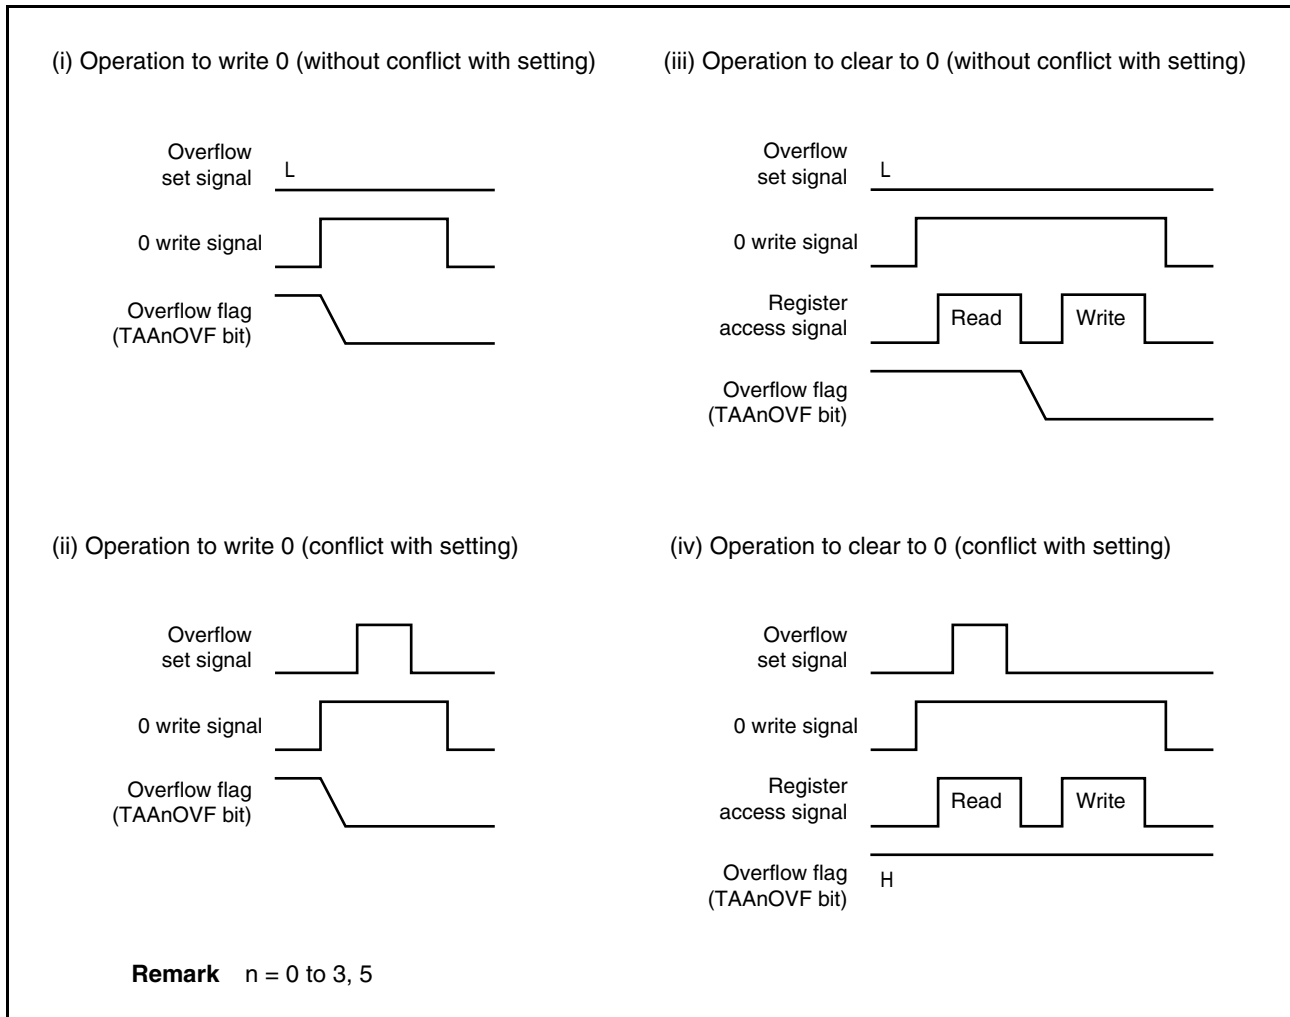 (i) Operation to write 0 (without conflict with setting)
Overflow
set signal
L
0 write signal
Overflow flag
(TAAnOVF bit)
(iii) Operation to clear to 0 (without conflict with setting)
Overflow
set signal
L
0 write signal
Register
access signal
Read
Write
Overflow flag
(TAAnOVF bit)
(ii) Operation to write 0 (conflict with setting)
Overflow
set signal
0 write signal
Overflow flag
(TAAnOVF bit)
(iv) Operation to clear to 0 (conflict with setting)
Overflow
set signal
0 write signal
Register
access signal
Read
Write
Overflow flag
(TAAnOVF bit)
H
Remark n = 0 to 3, 5